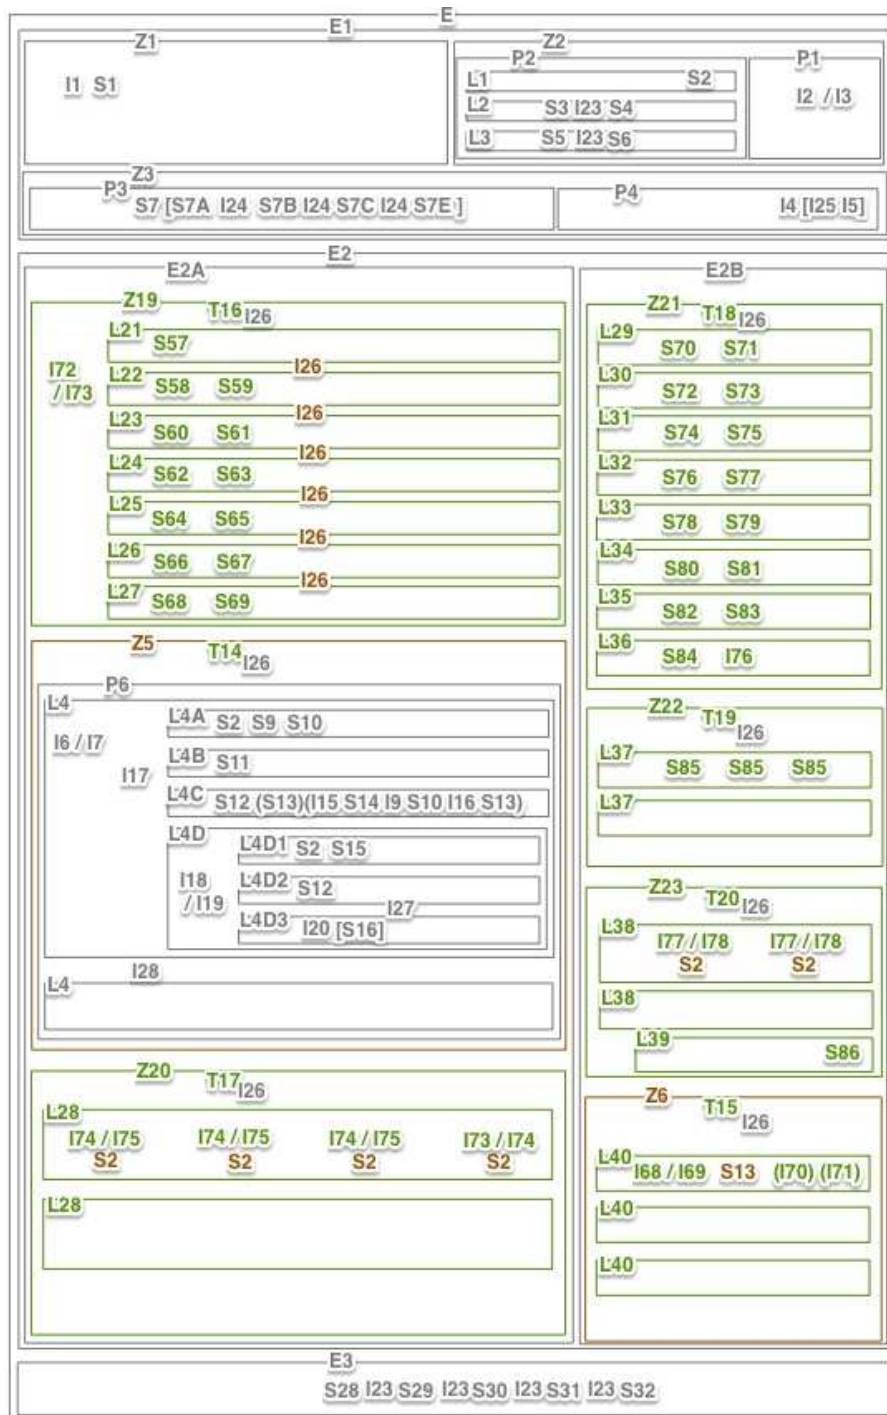 E
E1
Z1
I1 S1
Z2
P2
L1 S2
L2 S3 I23 S4
L3 S5 I23 S6
P1
I2 / I3
Z3
P3
S7 [S7A I24 S7B I24 S7C I24 S7E ]
P4
I4 [I25 I5]
E2
E2A
Z19 T16 I26
I72
/ I73
L21 S57
I26
L22 S58 S59
I26
L23 S60 S61
I26
L24 S62 S63
I26
L25 S64 S65
I26
L26 S66 S67
I26
L27 S68 S69
Z5 T14 I26
P6
L4
I6 / I7
I17
L4A S2 S9 S10
L4B S11
L4C S12 (S13)(I15 S14 I9 S10 I16 S13)
L4D
I18
/ I19
L4D1 S2 S15
L4D2 S12
I27
L4D3 I20 [S16]
I28
L4
Z20 T17 I26
L28
I74 / I75 I74 / I75 I74 / I75 I73 / I74
S2 S2 S2 S2
L28
E2B
Z21 T18 I26
L29 S70 S71
L30 S72 S73
L31 S74 S75
L32 S76 S77
L33 S78 S79
L34 S80 S81
L35 S82 S83
L36 S84 I76
Z22 T19 I26
L37 S85 S85 S85
L37
Z23 T20 I26
L38
I77 / I78 I77 / I78
S2 S2
L38
L39 S86
Z6 T15 I26
L40 I68 / I69 S13 (I70) (I71)
L40
L40
E3
S28 I23 S29 I23 S30 I23 S31 I23 S32